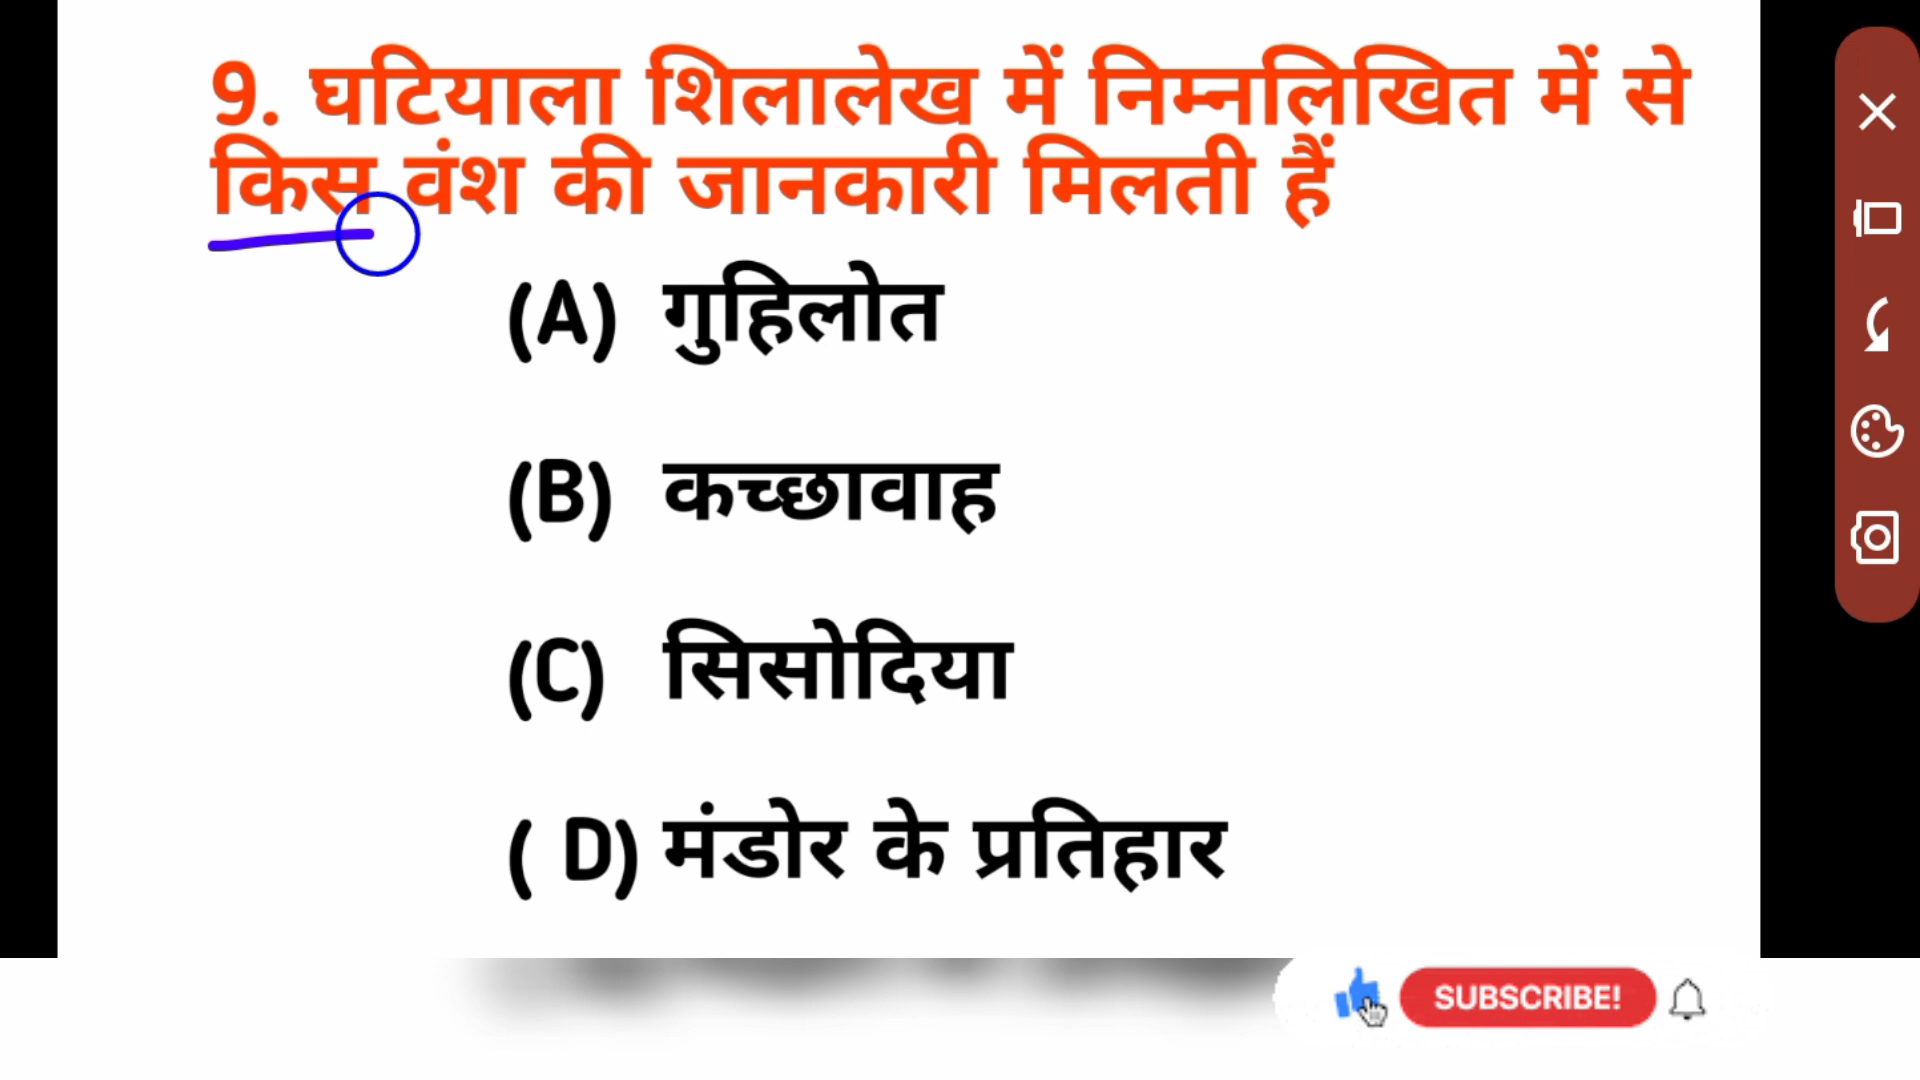 9. घटियाला शिलालेख में निम्नलिखित में से
किस वंश की जानकारी मिलती हैं
(A) गुहिलोत
(B) कच्छावाह
(C) सिसोदिया
( D) मंडोर के प्रतिहार
SUBSCRIBE!